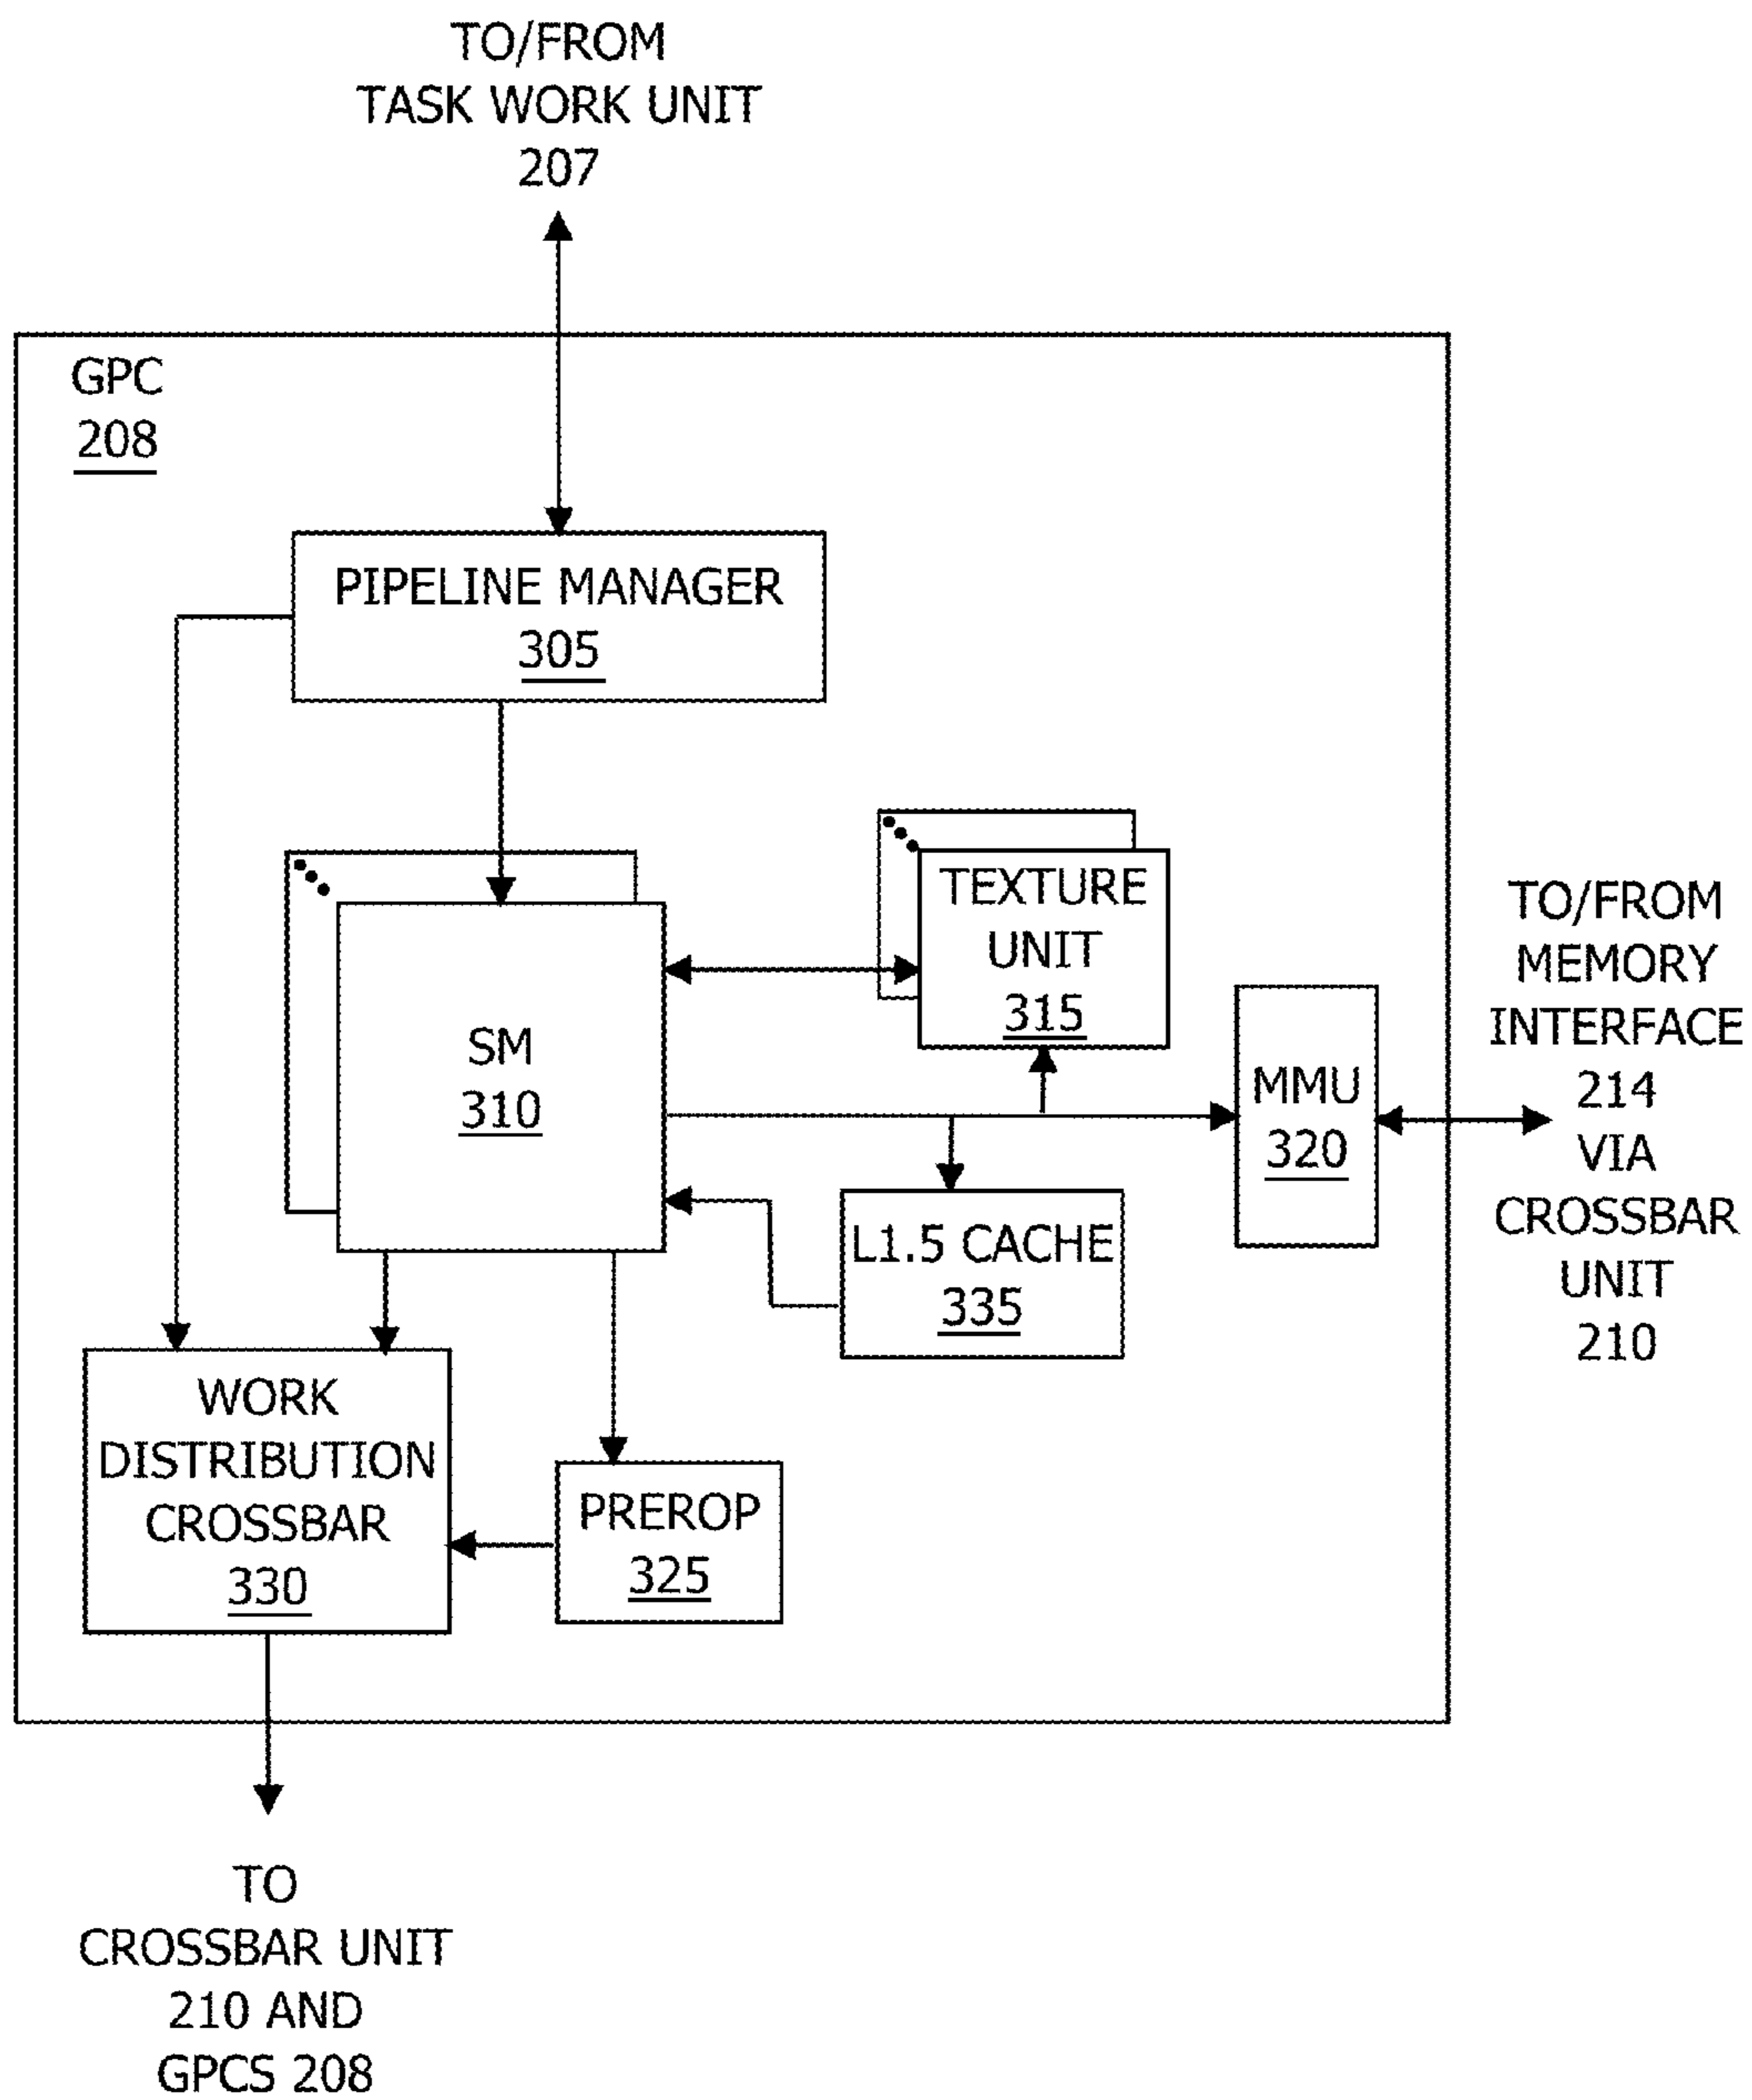 TO/FROM
TASK WORK UNIT
207
GPC
208
PIPELINE MANAGER
305
TEXTURE
UNIT
315
SM
310
MMU
320
TO/FROM
MEMORY
INTERFACE
214
VIA
CROSSBAR
UNIT
210
L1.5 CACHE
335
WORK
DISTRIBUTION
CROSSBAR
330
PREROP
325
TO
CROSSBAR UNIT
210 AND
GPCS 208